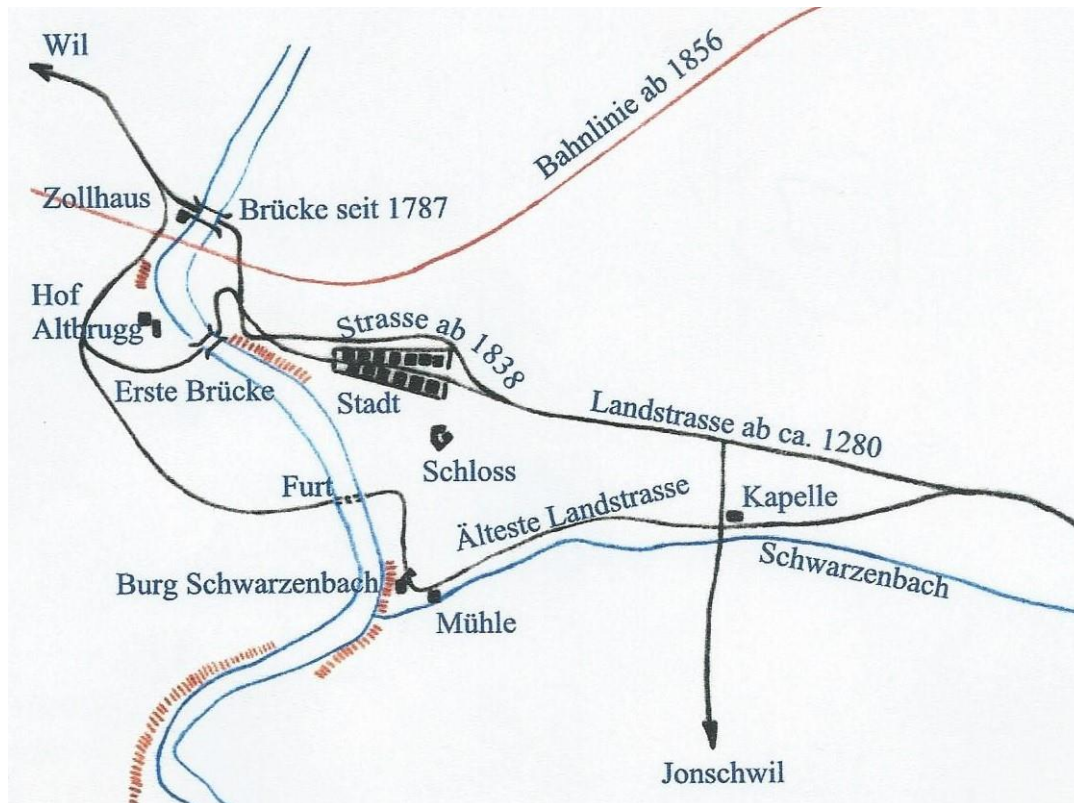 Wil
Bahnlinie ab 1856
Zollhaus
Brücke seit 1787
Hof
Altbrugg
Strasse ab 1838
Erste Brücke
Stadt
Landstrasse ab ca. 1280
Schloss
Furt
Älteste Landstrasse
Kapelle
Schwarzenbach
Burg Schwarzenbach
Mühle
Jonschwil